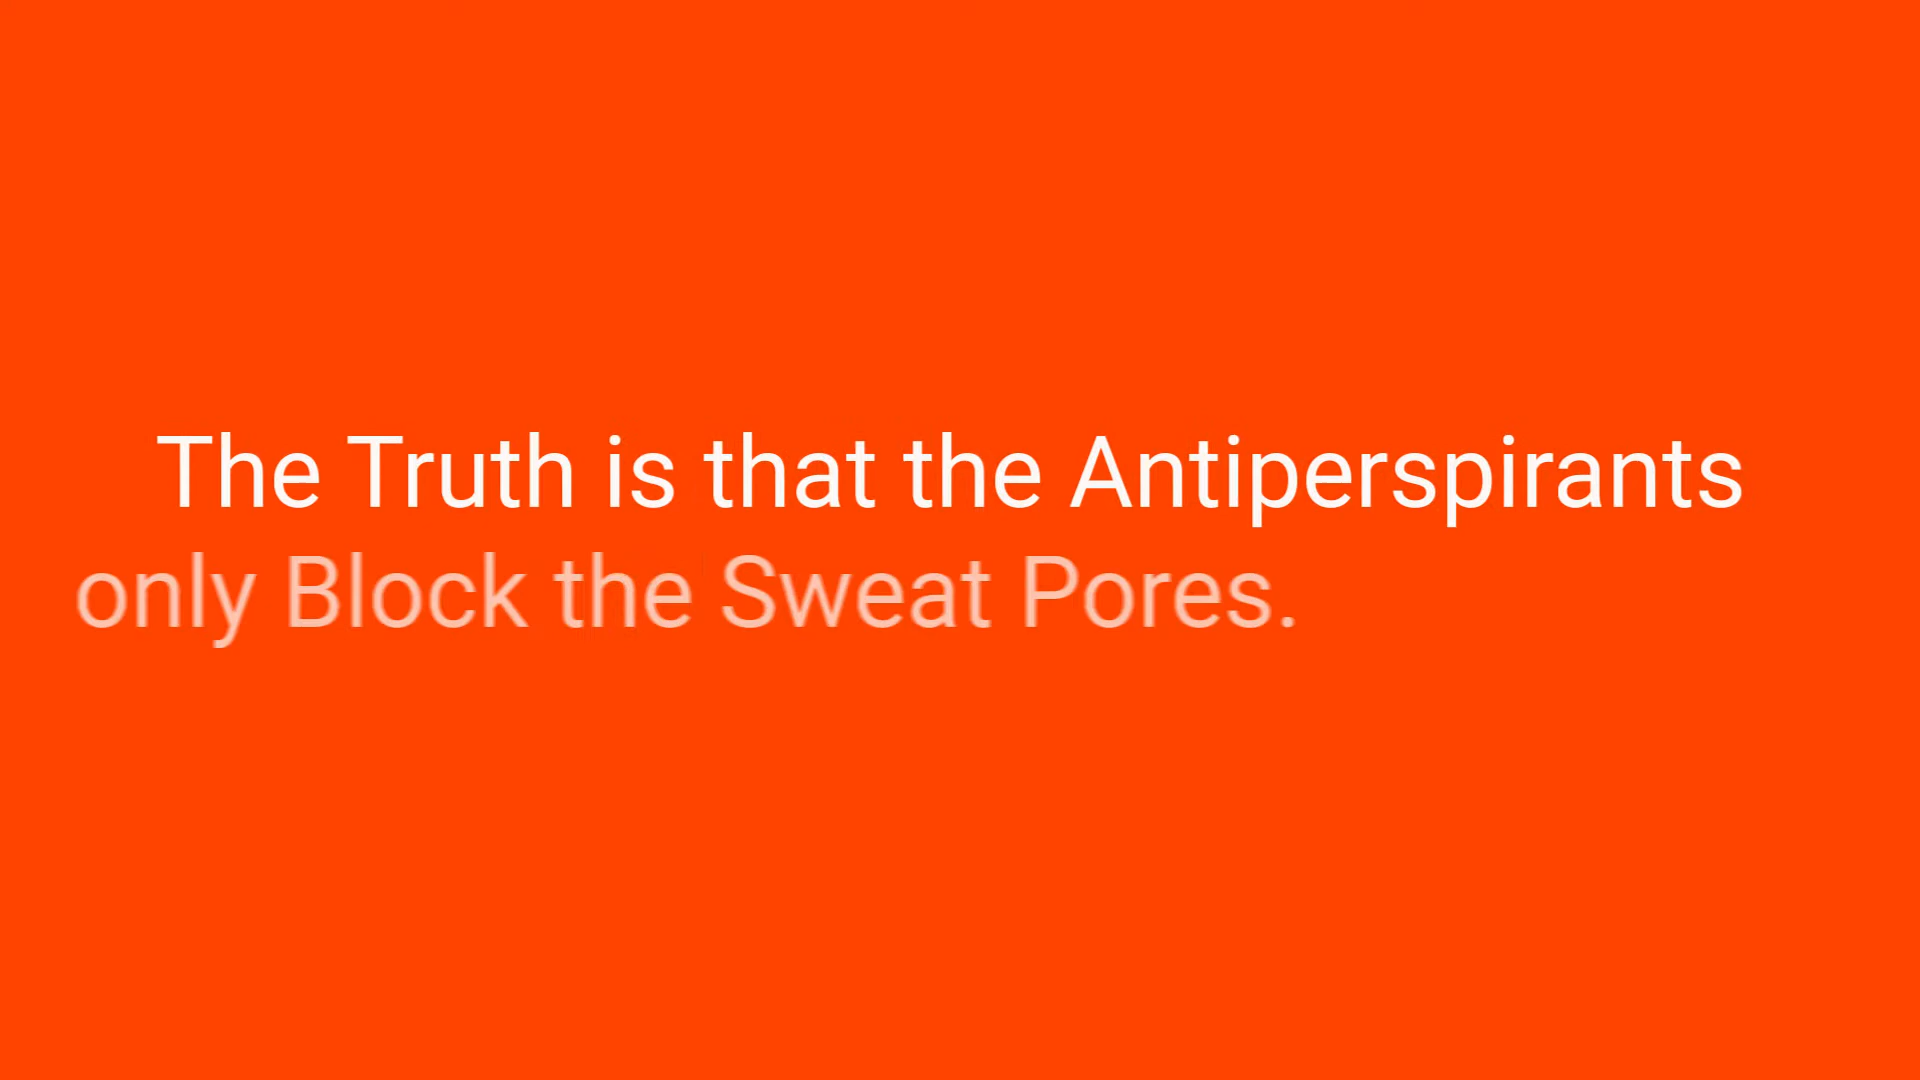 The Truth is that the Antiperspirants
only Block the Sweat Pores.